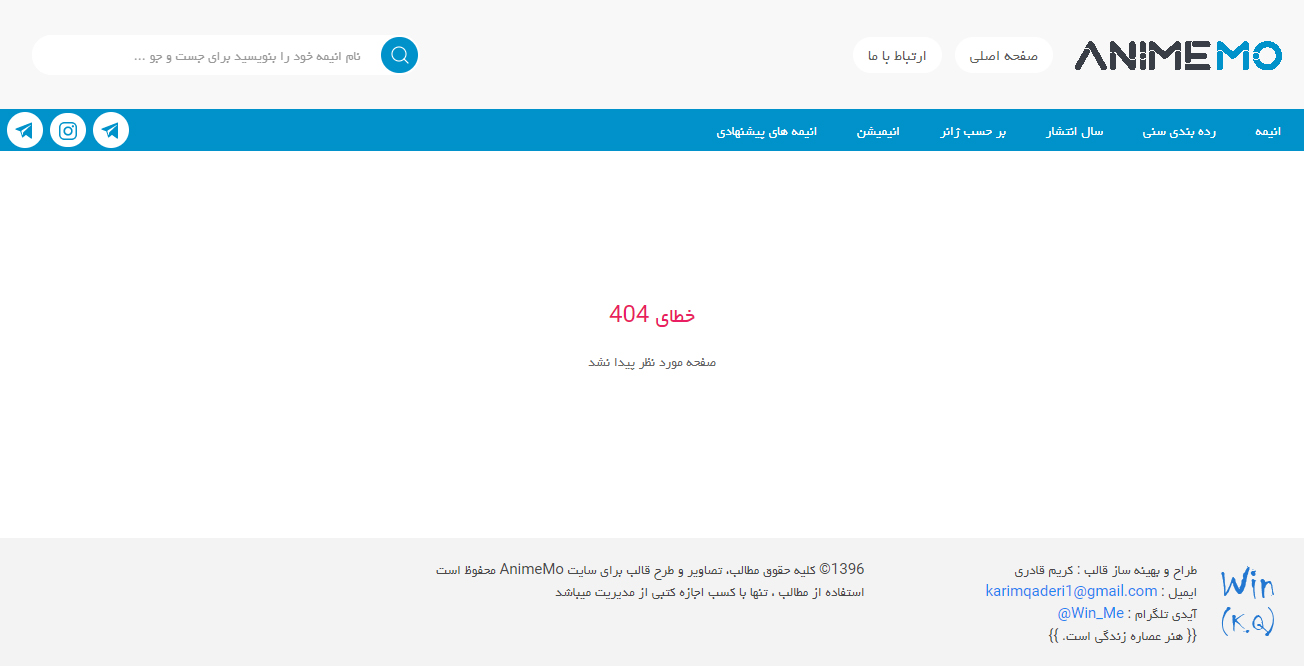 ANIMEMO
صفحه اصلی
ارتباط با ما
نام انیمه خود را بنویسید برای جست و جو ...
انیمه
رده بندی سنی
سال انتشار
بر حسب ژانر
انیمیشن
انیمه های پیشنهادی
خطای 404
صفحه مورد نظر پیدا نشد
Win
(K.Q)
طراح و بهینه ساز قالب : کریم قادری
ایمیل : karimqaderi1@gmail.com
آیدی تلگرام : Win_Me@
{{ هنر عصاره زندگی است. }}
1396© کلیه حقوق مطالب، تصاویر و طرح قالب برای سایت AnimeMo محفوظ است
استفاده از مطالب ، تنها با کسب اجازه کتبی از مدیریت میباشد